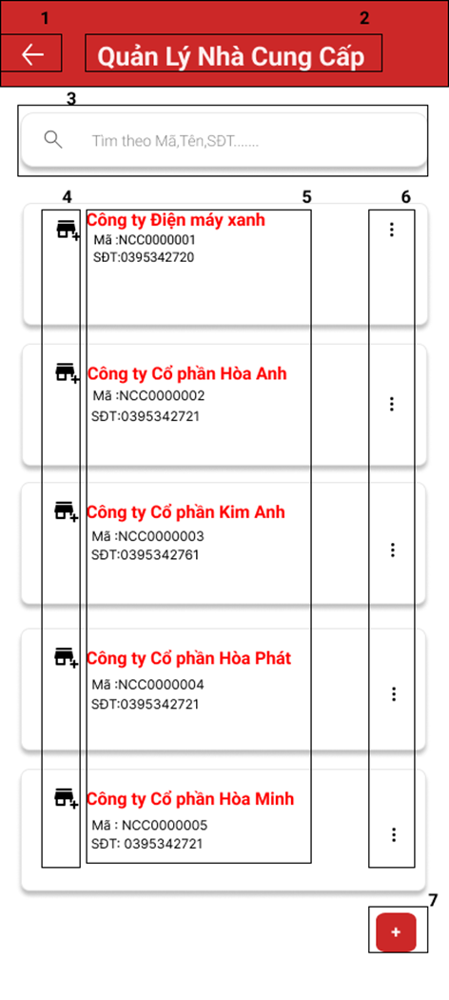 1
2
Quản Lý Nhà Cung Cấp
3
Tìm theo Mã,Tên,SĐT.......
4
5
6
Công ty Điện máy xanh
Mã :NCC0000001
SĐT:0395342720
Công ty Cổ phần Hòa Anh
Mã :NCC0000002
SĐT:0395342721
Công ty Cổ phần Kim Anh
Mã :NCC0000003
SĐT:0395342761
Công ty Cổ phần Hòa Phát
Mã :NCC0000004
SĐT:0395342721
Công ty Cổ phần Hòa Minh
Mã : NCC0000005
SĐT: 0395342721
7
+